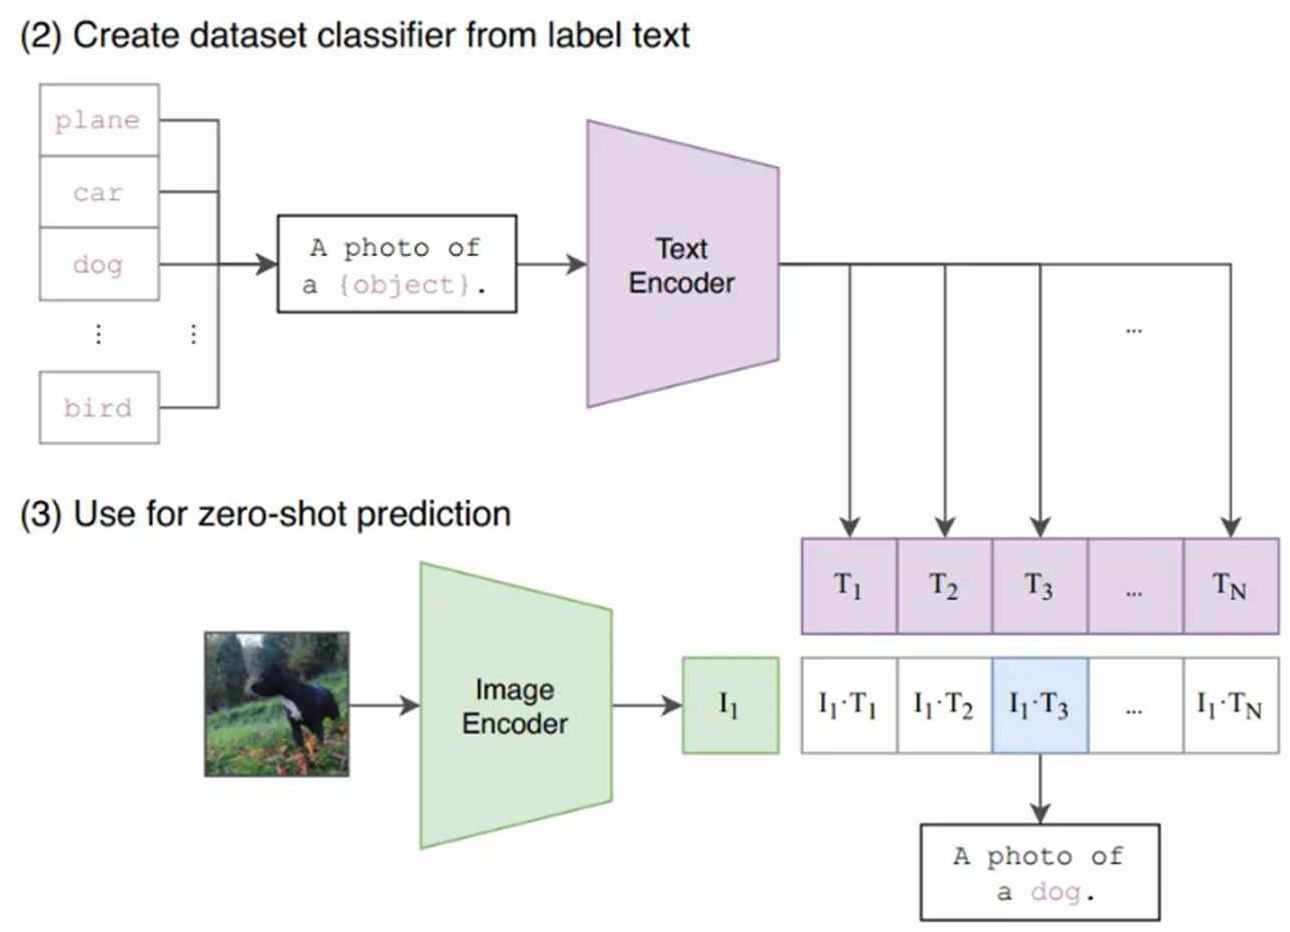 (2) Create dataset classifier from label text
plane
car
dog
⋮ ⋮
bird
A photo of
a {object}.
Text
Encoder
...
(3) Use for zero-shot prediction
Image
Encoder
I₁
T₁ T₂ T₃ ... T_N
I₁·T₁ I₁·T₂ I₁·T₃ ... I₁·T_N
A photo of
a dog.